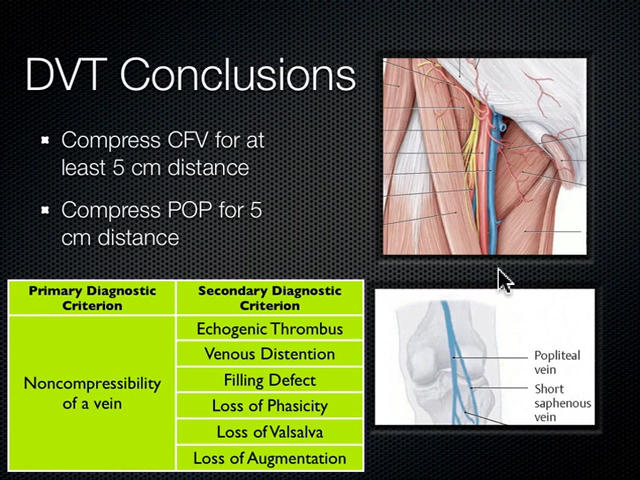 DVT Conclusions
Compress CFV for at
least 5 cm distance
Compress POP for 5
cm distance
Primary Diagnostic
Criterion
Secondary Diagnostic
Criterion
Noncompressibility
of a vein
Echogenic Thrombus
Venous Distention
Filling Defect
Loss of Phasicity
Loss of Valsalva
Loss of Augmentation
Popliteal
vein
Short
saphenous
vein